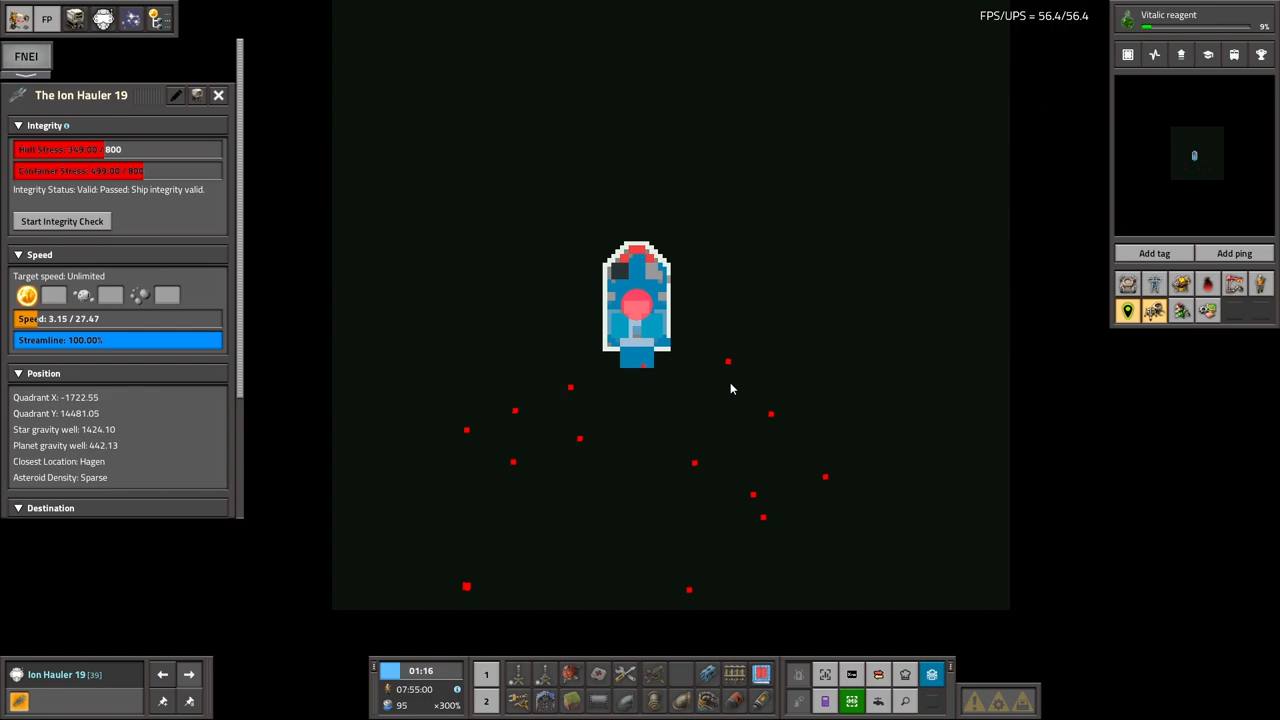 FPS/UPS = 56.4/56.4
Vitalic reagent
9%
FP
FNEI
The Ion Hauler 19
Integrity
Hull Stress: 349.00 / 800
Container Stress: 499.00 / 800
Integrity Status: Valid: Passed: Ship integrity valid.
Start Integrity Check
Speed
Target speed: Unlimited
Speed: 3.15 / 27.47
Streamline: 100.00%
Position
Quadrant X: -1722.55
Quadrant Y: 14481.05
Star gravity well: 1424.10
Planet gravity well: 442.13
Closest Location: Hagen
Asteroid Density: Sparse
Destination
Add tag
Add ping
Ion Hauler 19 [39]
01:16
07:55:00
95 ×300%
1
2